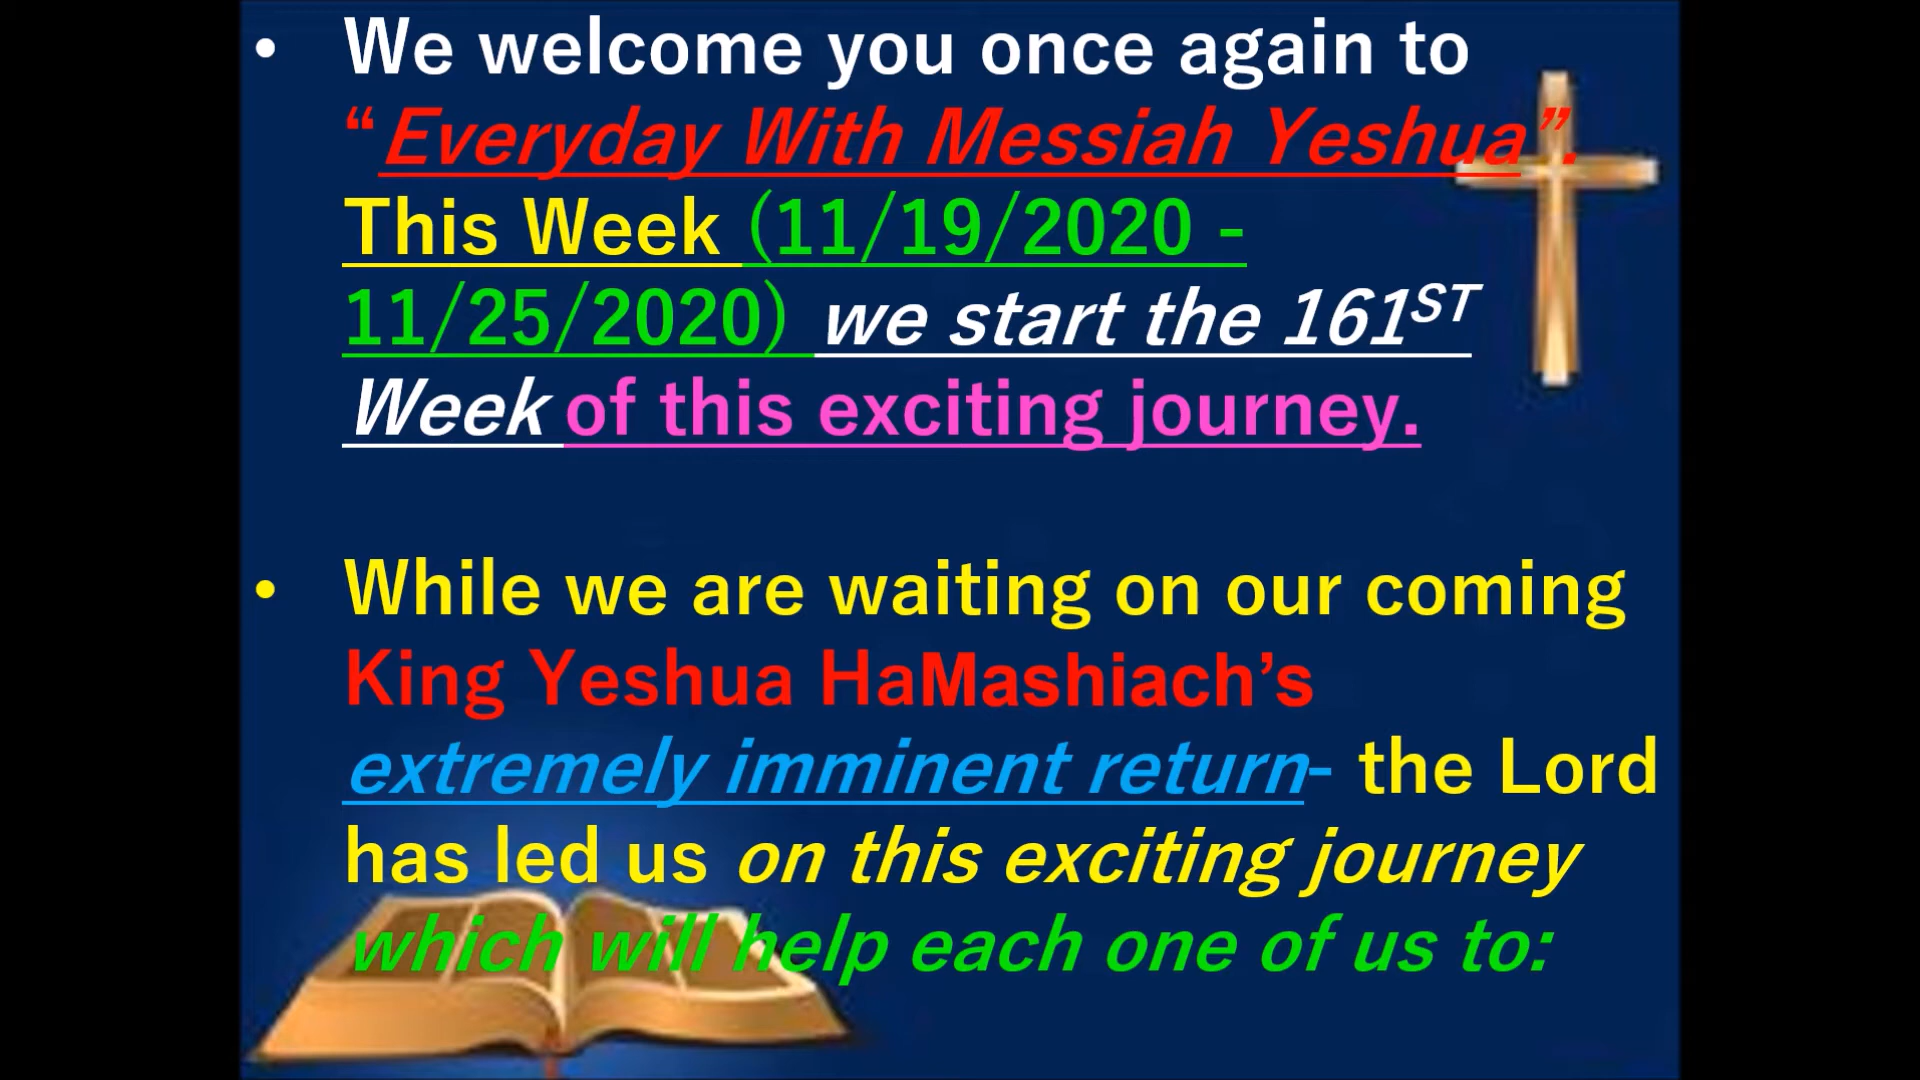 • We welcome you once again to
“Everyday With Messiah Yeshua”.
This Week (11/19/2020 -
11/25/2020) we start the 161ST
Week of this exciting journey.
• While we are waiting on our coming
King Yeshua HaMashiach’s
extremely imminent return- the Lord
has led us on this exciting journey
which will help each one of us to: